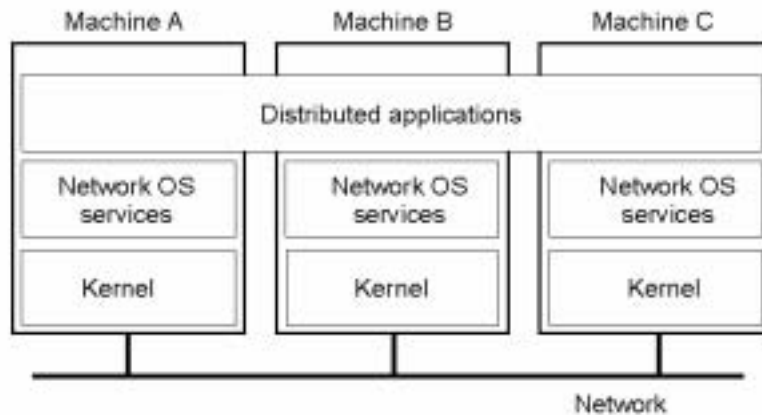 Machine A Machine B Machine C
Distributed applications
Network OS Network OS Network OS
services services services
Kernel Kernel Kernel
Network